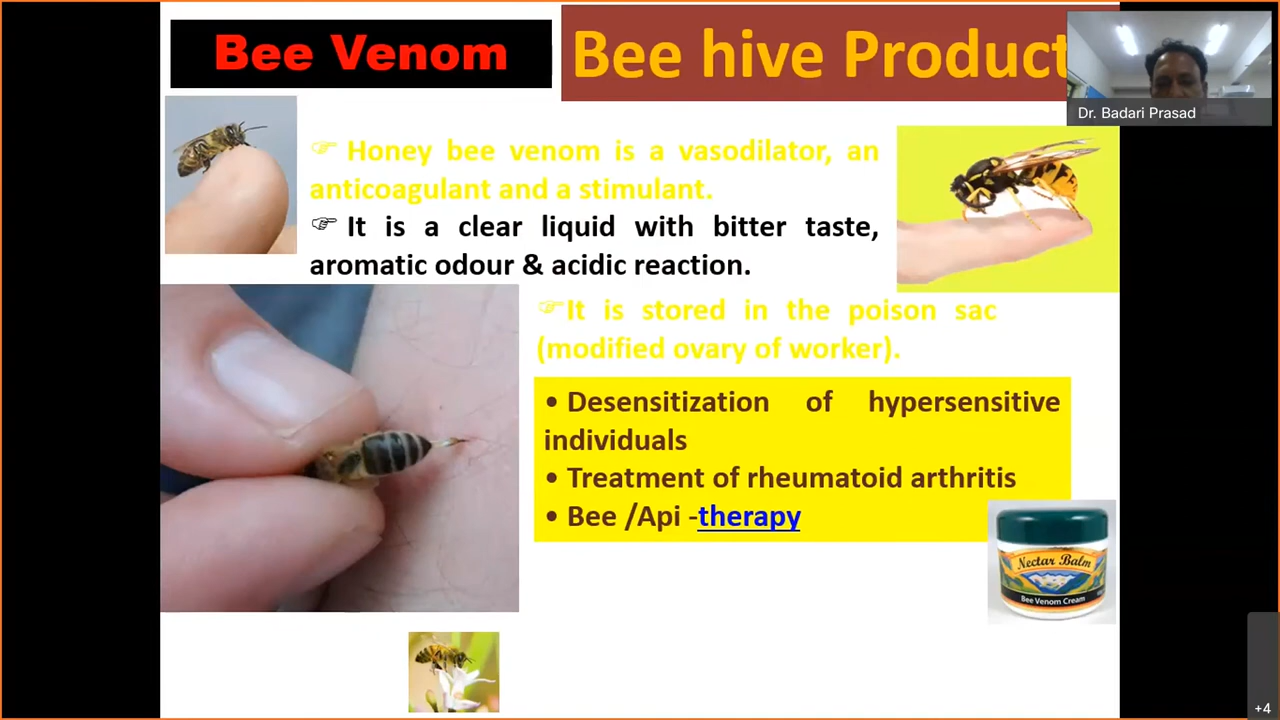 Bee Venom
Bee hive Product
Dr. Badari Prasad
☞ Honey bee venom is a vasodilator, an
anticoagulant and a stimulant.
☞ It is a clear liquid with bitter taste,
aromatic odour & acidic reaction.
☞It is stored in the poison sac
(modified ovary of worker).
• Desensitization of hypersensitive
individuals
• Treatment of rheumatoid arthritis
• Bee /Api -therapy
Nectar Balm
Bee Venom Cream
+4